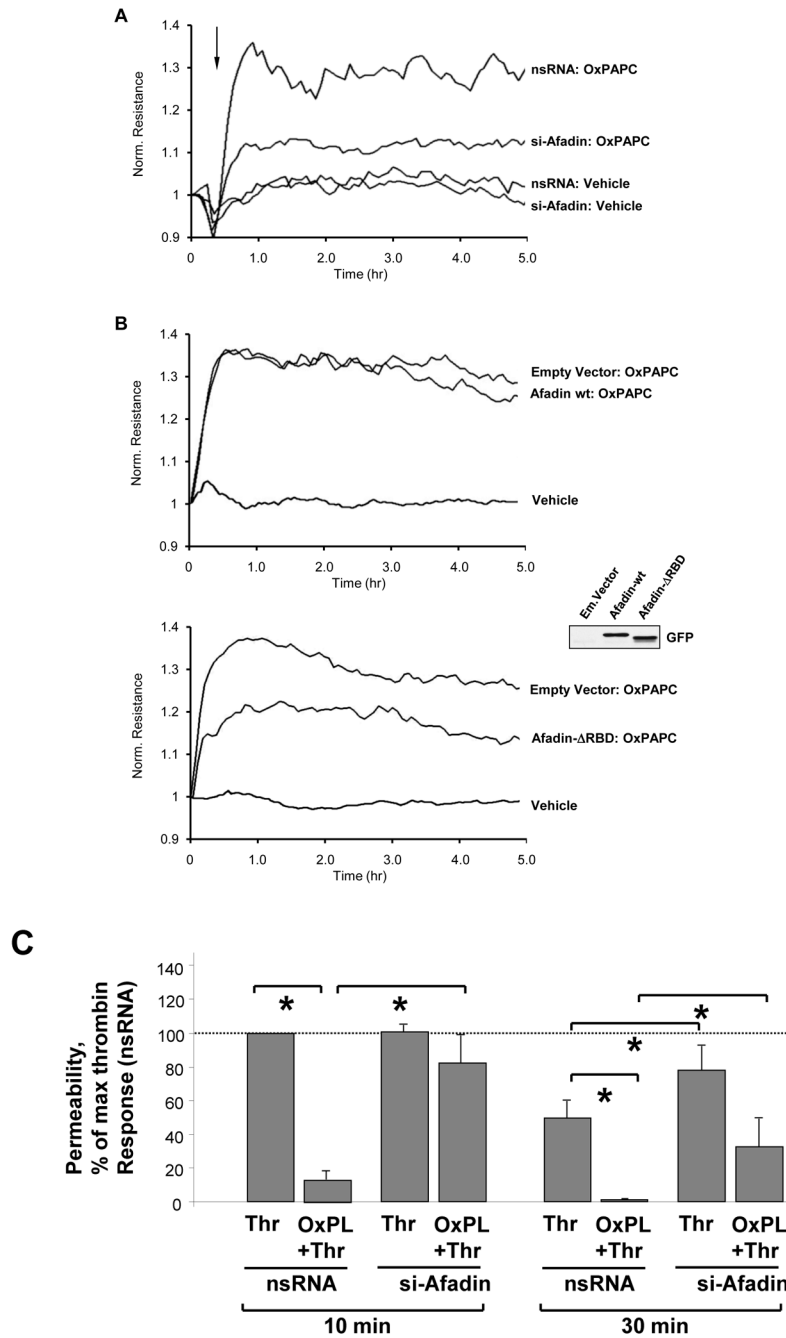 A
Norm. Resistance
1.4
1.3
1.2
1.1
1
0.9
nsRNA: OxPAPC
si-Afadin: OxPAPC
nsRNA: Vehicle
si-Afadin: Vehicle
0 1.0 2.0 3.0 4.0 5.0
Time (hr)
B
Norm. Resistance
1.4
1.3
1.2
1.1
1
0.9
Empty Vector: OxPAPC
Afadin wt: OxPAPC
Vehicle
0 1.0 2.0 3.0 4.0 5.0
Time (hr)
Em.Vector
Afadin-wt
Afadin-ΔRBD
GFP
Norm. Resistance
1.4
1.3
1.2
1.1
1
0.9
Empty Vector: OxPAPC
Afadin-ΔRBD: OxPAPC
Vehicle
0 1.0 2.0 3.0 4.0 5.0
Time (hr)
C
Permeability,
% of max thrombin
Response (nsRNA)
140
120
100
80
60
40
20
0
* * * * *
Thr OxPL Thr OxPL Thr OxPL Thr OxPL
+Thr +Thr +Thr +Thr
nsRNA si-Afadin nsRNA si-Afadin
10 min 30 min